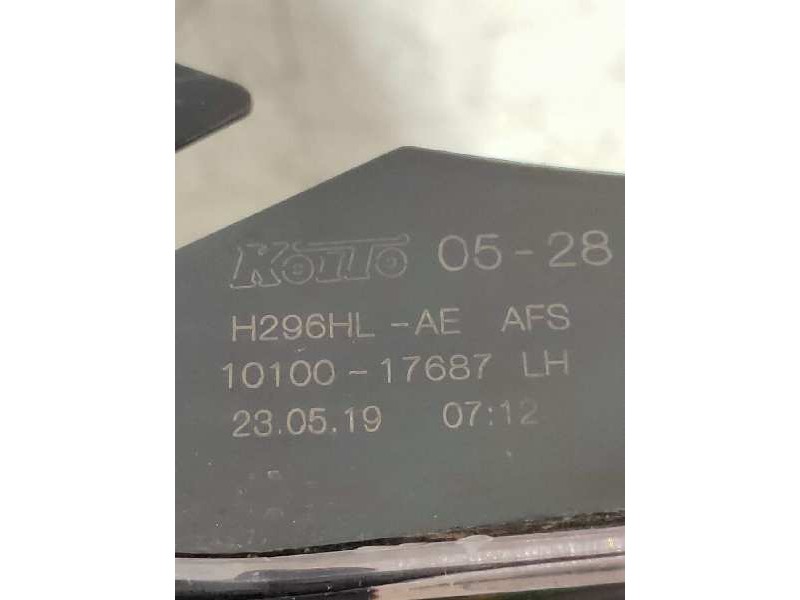 KOITO 05-28
H296HL-AE AFS
10100-17687 LH
23.05.19 07:12